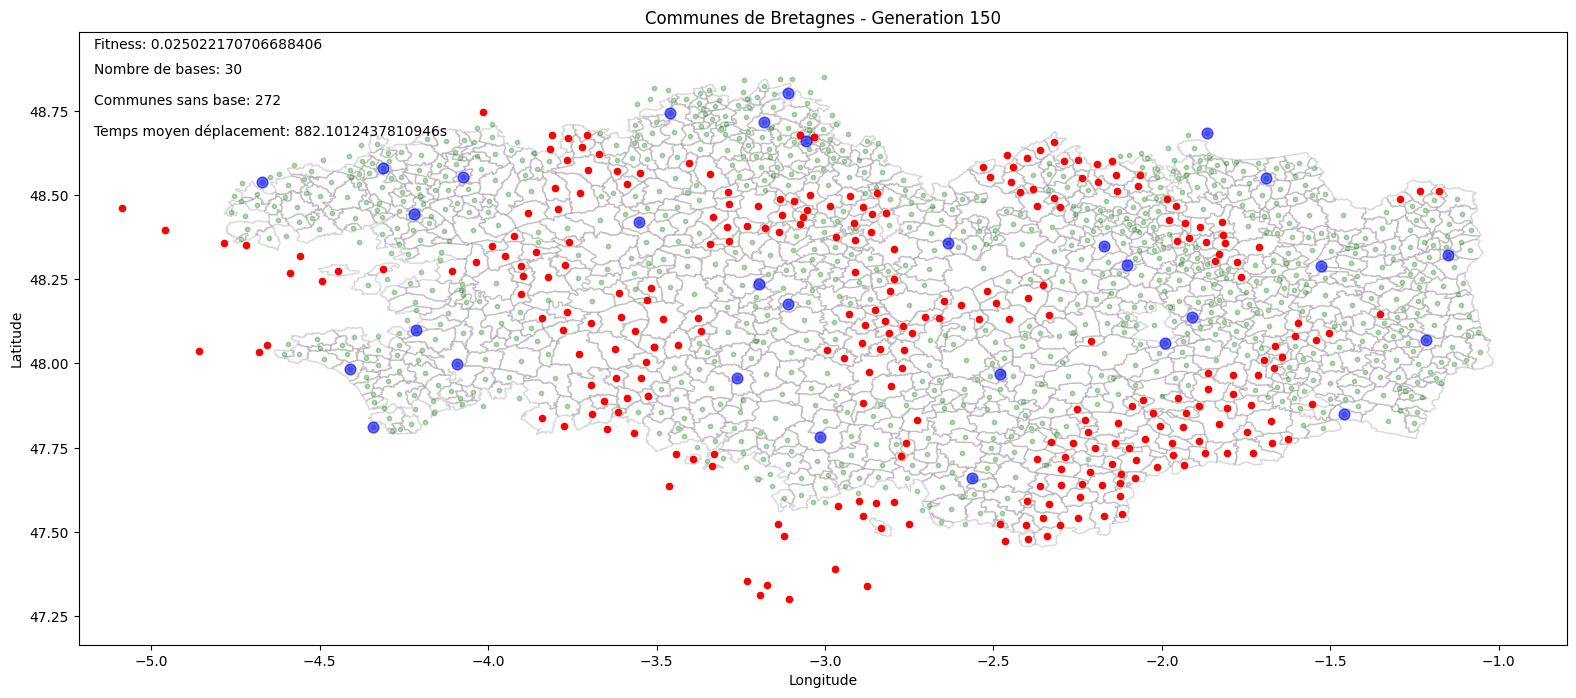 Communes de Bretagnes - Generation 150
Fitness: 0.025022170706688406
Nombre de bases: 30
Communes sans base: 272
Temps moyen déplacement: 882.1012437810946s
48.75
48.50
48.25
48.00
47.75
47.50
47.25
Latitude
−5.0
−4.5
−4.0
−3.5
−3.0
−2.5
−2.0
−1.5
−1.0
Longitude